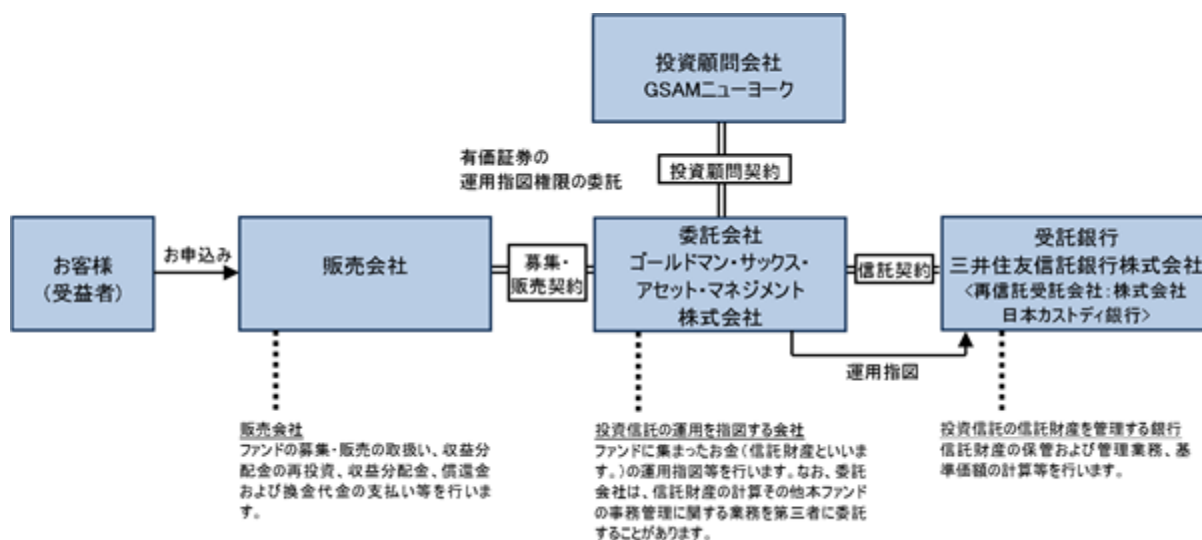 投資顧問会社
GSAMニューヨーク
有価証券の
運用指図権限の委託
投資顧問契約
お客様
(受益者)
お申込み
販売会社
募集・
販売契約
委託会社
ゴールドマン・サックス・
アセット・マネジメント
株式会社
信託契約
受託銀行
三井住友信託銀行株式会社
<再信託受託会社:株式会社
日本カストディ銀行>
運用指図
販売会社
ファンドの募集・販売の取扱い、収益分
配金の再投資、収益分配金、償還金
および換金代金の支払い等を行いま
す。
投資信託の運用を指図する会社
ファンドに集まったお金(信託財産といいま
す。)の運用指図等を行います。なお、委託
会社は、信託財産の計算その他本ファンド
の事務管理に関する業務を第三者に委託
することがあります。
投資信託の信託財産を管理する銀行
信託財産の保管および管理業務、基
準価額の計算等を行います。